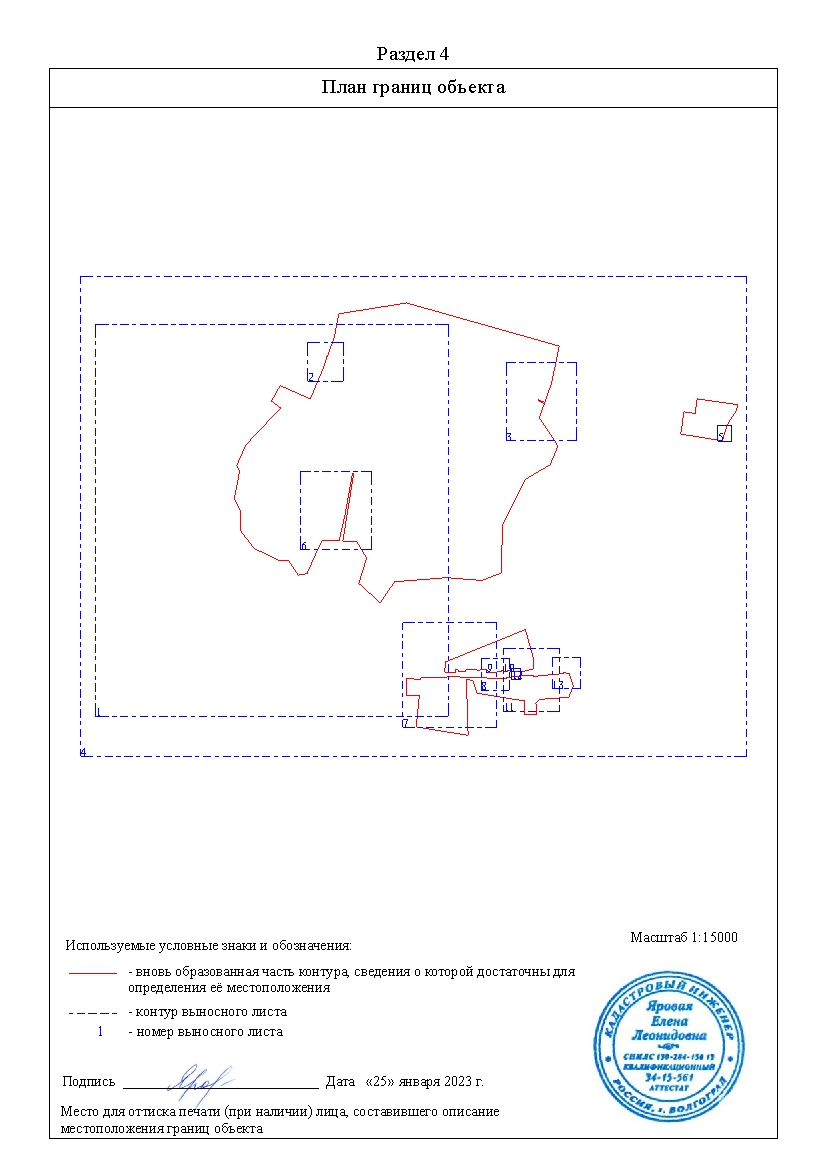 Раздел 4
План границ обьекта
2
3
5
6
1
4
7
9
8
11
13
Масштаб 1:15000
Используемые условные знаки и обозначения:
- вновь образованная часть контура, сведения о которой достаточны для
определения её местоположения
- контур выносного листа
1 - номер выносного листа
Подпись Дата «25» января 2023 г.
Место для оттиска печати (при наличии) лица, составившего описание
местоположения границ объекта
КАДАСТРОВЫЙ ИНЖЕНЕР
Яровая
Елена
Леонидовна
СНИЛС
КВАЛИФИКАЦИОННЫЙ
34-15-561
АТТЕСТАТ
РОССИЯ, г. ВОЛГОГРАД